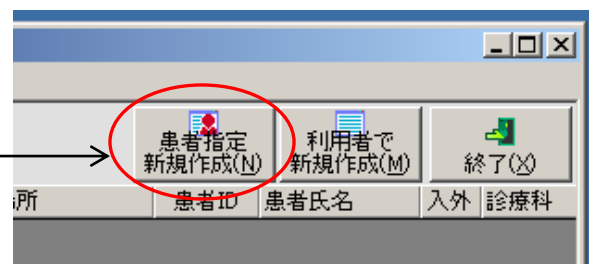 患者指定 利用者で
新規作成(N) 新規作成(M) 終了(X)
所 患者ID 患者氏名 入外 診療科